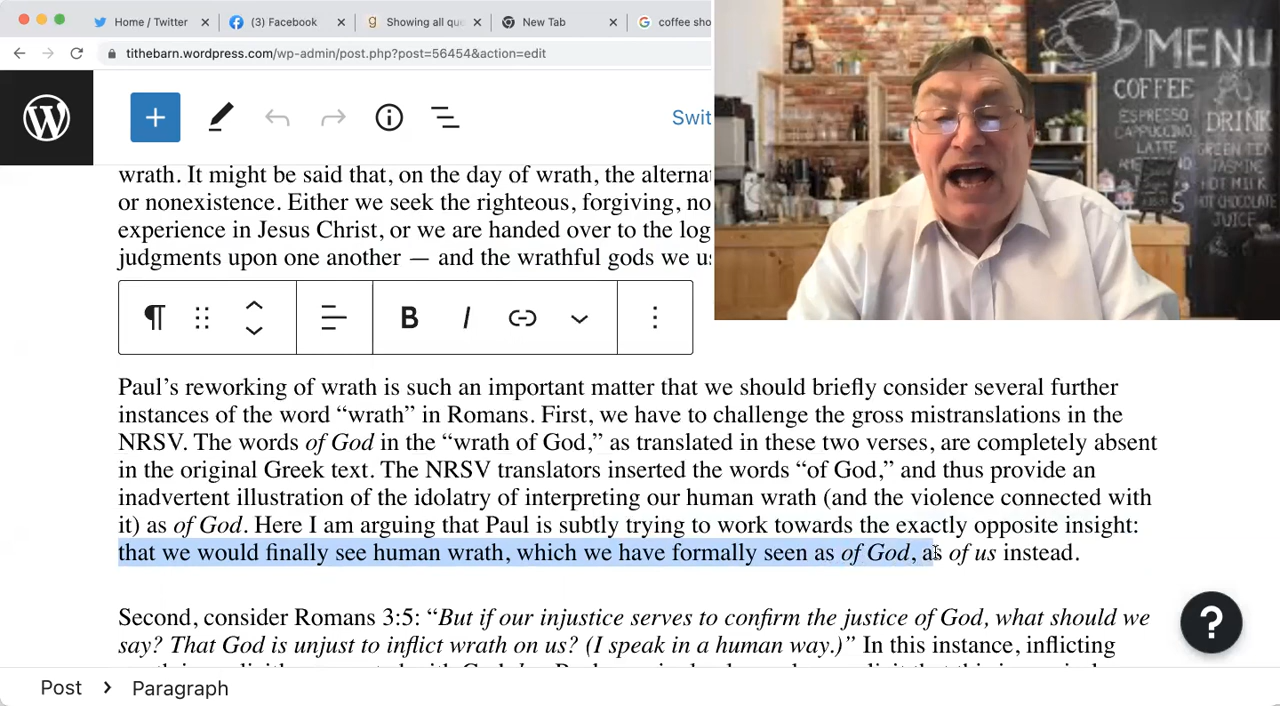 Home / Twitter
(3) Facebook
Showing all que
New Tab
coffee sho
tithebarn.wordpress.com/wp-admin/post.php?post=56454&action=edit
Swit
MENU
COFFEE
ESPRESSO
CAPPUCCINO
LATTE
DRINK
GREEN TEA
JASMINE
HOT MILK
HOT CHOCOLATE
JUICE
wrath. It might be said that, on the day of wrath, the alterna
or nonexistence. Either we seek the righteous, forgiving, no
experience in Jesus Christ, or we are handed over to the log
judgments upon one another — and the wrathful gods we us
B I
Paul’s reworking of wrath is such an important matter that we should briefly consider several further
instances of the word “wrath” in Romans. First, we have to challenge the gross mistranslations in the
NRSV. The words of God in the “wrath of God,” as translated in these two verses, are completely absent
in the original Greek text. The NRSV translators inserted the words “of God,” and thus provide an
inadvertent illustration of the idolatry of interpreting our human wrath (and the violence connected with
it) as of God. Here I am arguing that Paul is subtly trying to work towards the exactly opposite insight:
that we would finally see human wrath, which we have formally seen as of God, as of us instead.
Second, consider Romans 3:5: “But if our injustice serves to confirm the justice of God, what should we
say? That God is unjust to inflict wrath on us? (I speak in a human way.)” In this instance, inflicting
?
Post > Paragraph